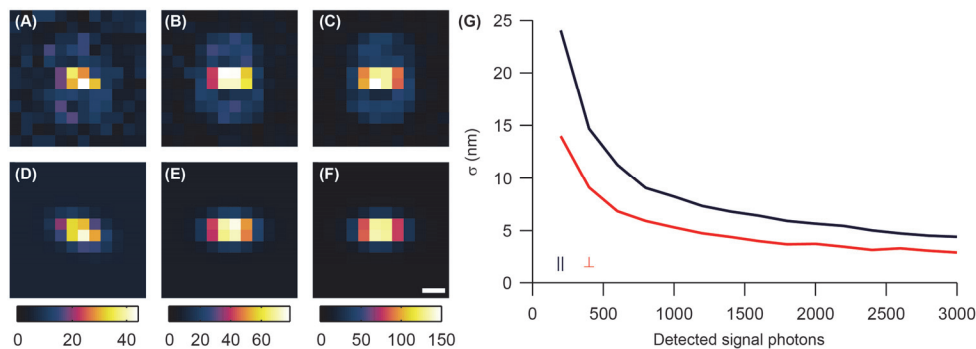 (A)
(B)
(C)
(G)
(D)
(E)
(F)
0 20 40
0 20 40 60
0 50 100 150
25
20
15
10
5
0
σ (nm)
|| ⊥
0 500 1000 1500 2000 2500 3000
Detected signal photons